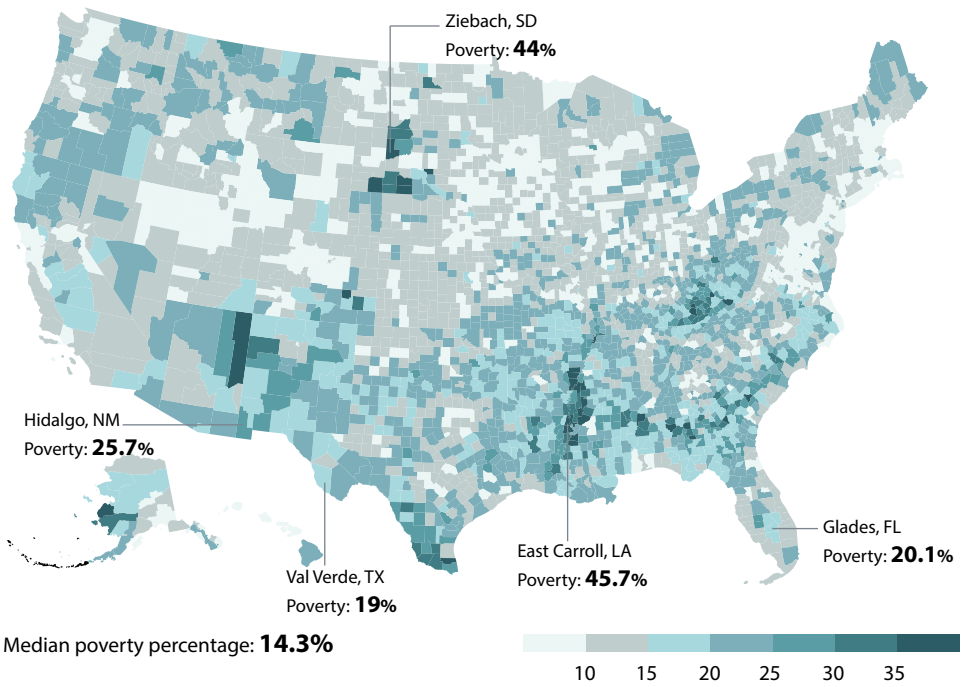 Ziebach, SD
Poverty: 44%
Hidalgo, NM
Poverty: 25.7%
Glades, FL
Poverty: 20.1%
East Carroll, LA
Poverty: 45.7%
Val Verde, TX
Poverty: 19%
Median poverty percentage: 14.3%
10 15 20 25 30 35